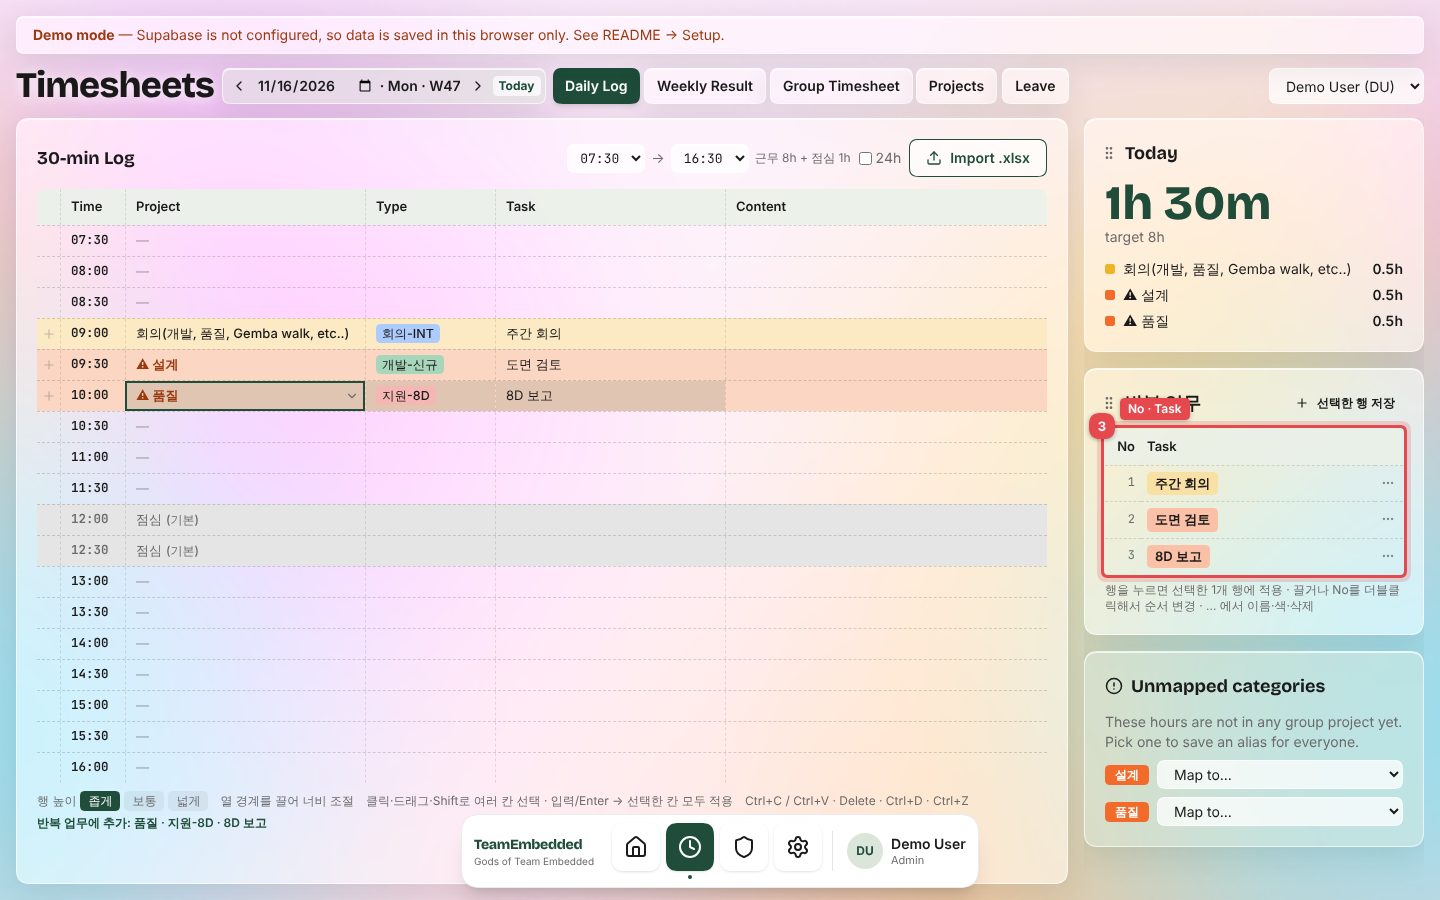 Demo mode — Supabase is not configured, so data is saved in this browser only. See README → Setup.
Timesheets
11/16/2026 · Mon · W47 Today
Daily Log
Weekly Result
Group Timesheet
Projects
Leave
Demo User (DU)
30-min Log
07:30 → 16:30 근무 8h + 점심 1h 24h Import .xlsx
Time Project Type Task Content
07:30 —
08:00 —
08:30 —
+ 09:00 회의(개발, 품질, Gemba walk, etc..) 회의-INT 주간 회의
+ 09:30 ⚠ 설계 개발-신규 도면 검토
+ 10:00 ⚠ 품질 지원-8D 8D 보고
10:30 —
11:00 —
11:30 —
12:00 점심 (기본)
12:30 점심 (기본)
13:00 —
13:30 —
14:00 —
14:30 —
15:00 —
15:30 —
16:00 —
행 높이 좁게 보통 넓게 열 경계를 끌어 너비 조절 클릭·드래그·Shift로 여러 칸 선택 · 입력/Enter → 선택한 칸 모두 적용 Ctrl+C / Ctrl+V · Delete · Ctrl+D · Ctrl+Z
반복 업무에 추가: 품질 · 지원-8D · 8D 보고
Today
1h 30m
target 8h
회의(개발, 품질, Gemba walk, etc..) 0.5h
⚠ 설계 0.5h
⚠ 품질 0.5h
+ 선택한 행 저장
No · Task
3
No Task
1 주간 회의 ···
2 도면 검토 ···
3 8D 보고 ···
행을 누르면 선택한 1개 행에 적용 · 끌거나 No를 더블클
릭해서 순서 변경 · ... 에서 이름·색·삭제
Unmapped categories
These hours are not in any group project yet.
Pick one to save an alias for everyone.
설계 Map to...
품질 Map to...
TeamEmbedded
Gods of Team Embedded
DU
Demo User
Admin